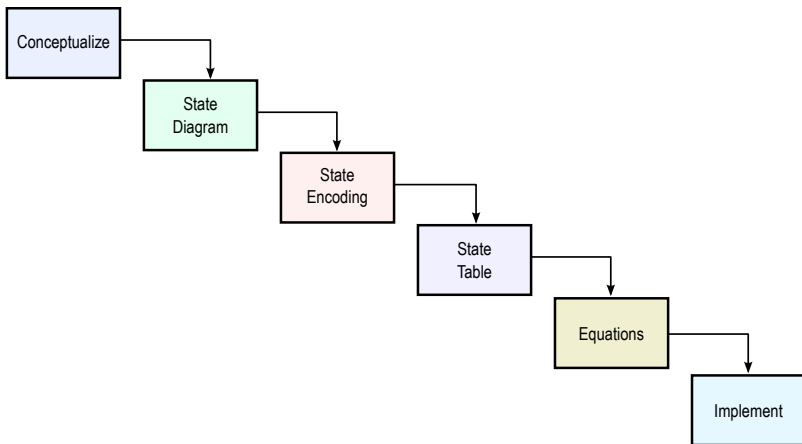 Conceptualize
State
Diagram
State
Encoding
State
Table
Equations
Implement